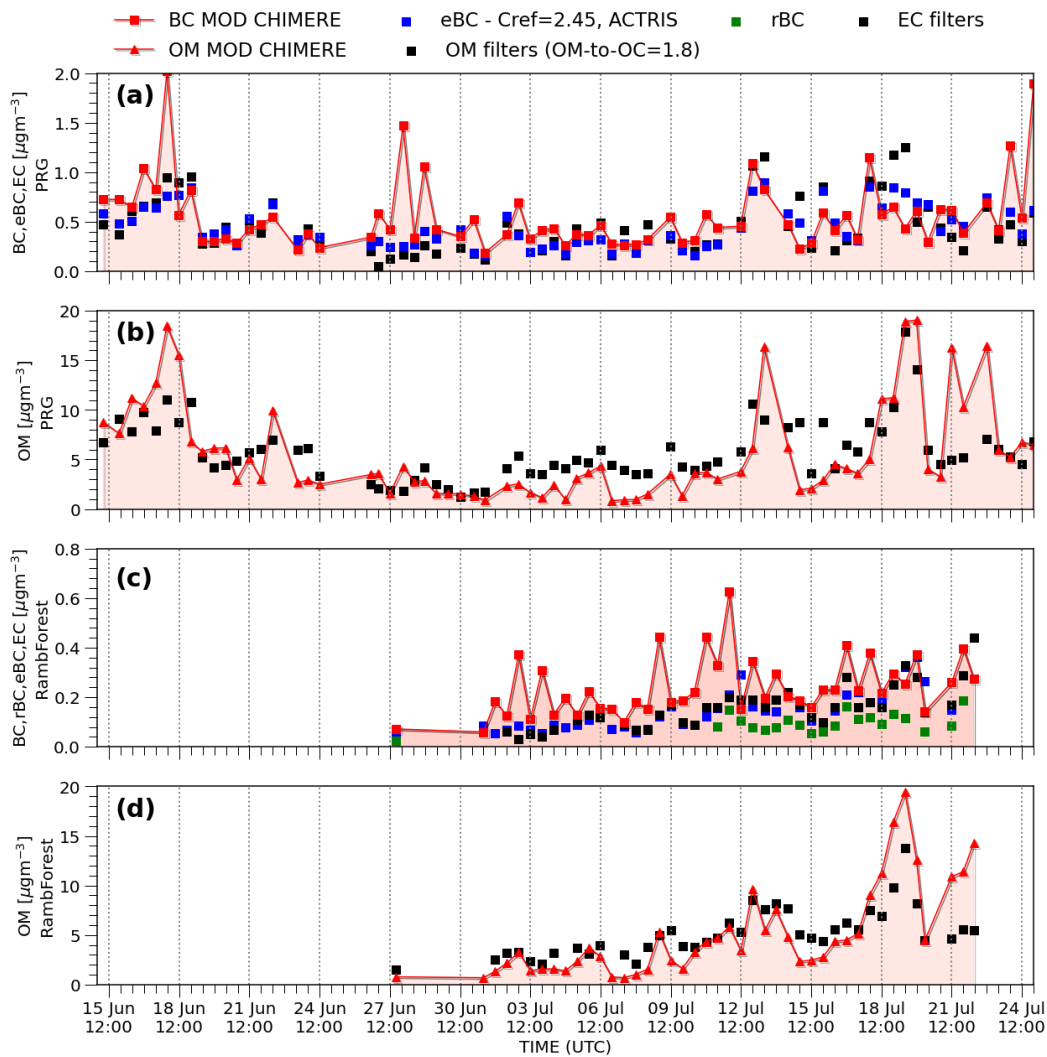 BC MOD CHIMERE eBC - Cref=2.45, ACTRIS rBC EC filters
OM MOD CHIMERE OM filters (OM-to-OC=1.8)
(a)
BC,eBC,EC [μgm⁻³]
PRG
2.0
1.5
1.0
0.5
0.0
(b)
OM [μgm⁻³]
PRG
20
15
10
5
0
(c)
BC,rBC,eBC,EC [μgm⁻³]
RambForest
0.8
0.6
0.4
0.2
0.0
(d)
OM [μgm⁻³]
RambForest
20
15
10
5
0
15 Jun 18 Jun 21 Jun 24 Jun 27 Jun 30 Jun 03 Jul 06 Jul 09 Jul 12 Jul 15 Jul 18 Jul 21 Jul 24 Jul
12:00 12:00 12:00 12:00 12:00 12:00 12:00 12:00 12:00 12:00 12:00 12:00 12:00 12:00
TIME (UTC)